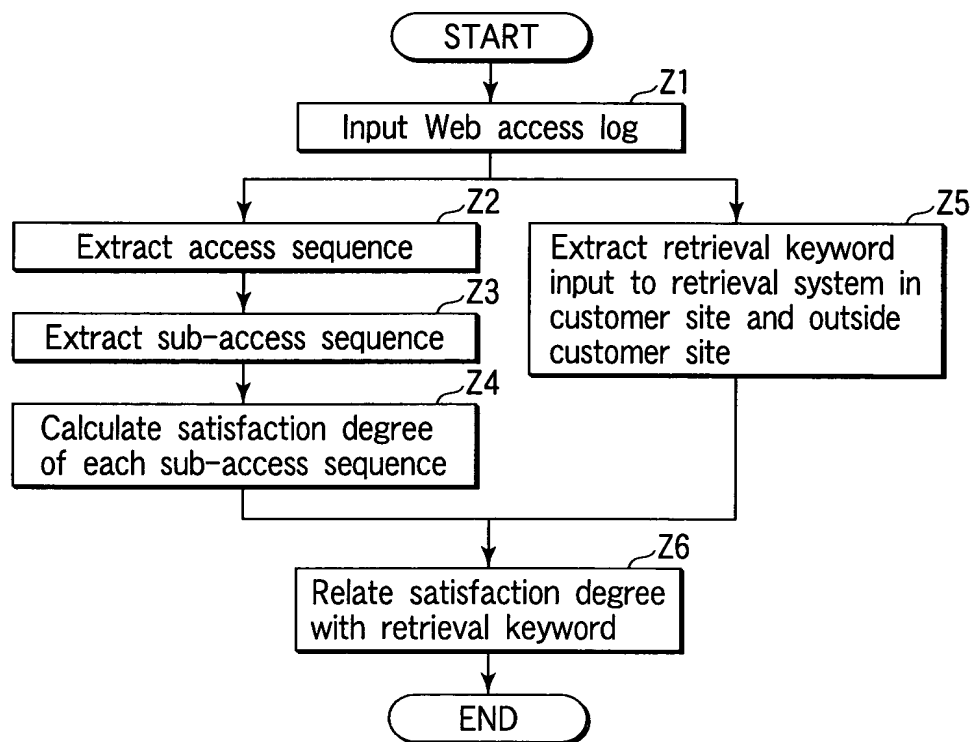 START
Z1
Input Web access log
Z2
Extract access sequence
Z3
Extract sub-access sequence
Z4
Calculate satisfaction degree
of each sub-access sequence
Z5
Extract retrieval keyword
input to retrieval system in
customer site and outside
customer site
Z6
Relate satisfaction degree
with retrieval keyword
END